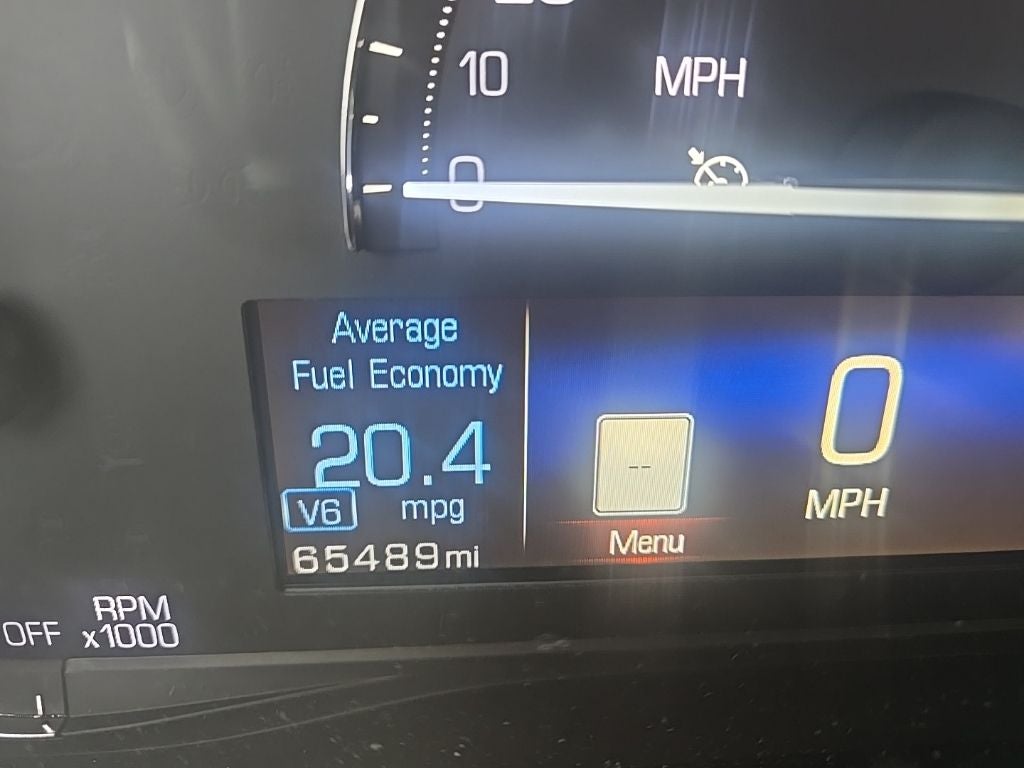 10
MPH
0
Average
Fuel Economy
20.4
V6 mpg
65489mi
--
Menu
0
MPH
OFF
RPM
x1000